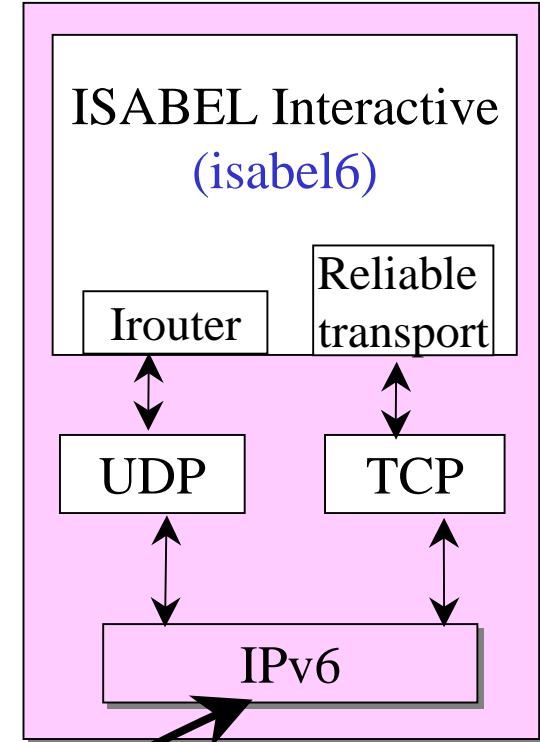 ISABEL Interactive
(isabel6)
Reliable
transport
Irouter
UDP
TCP
IPv6